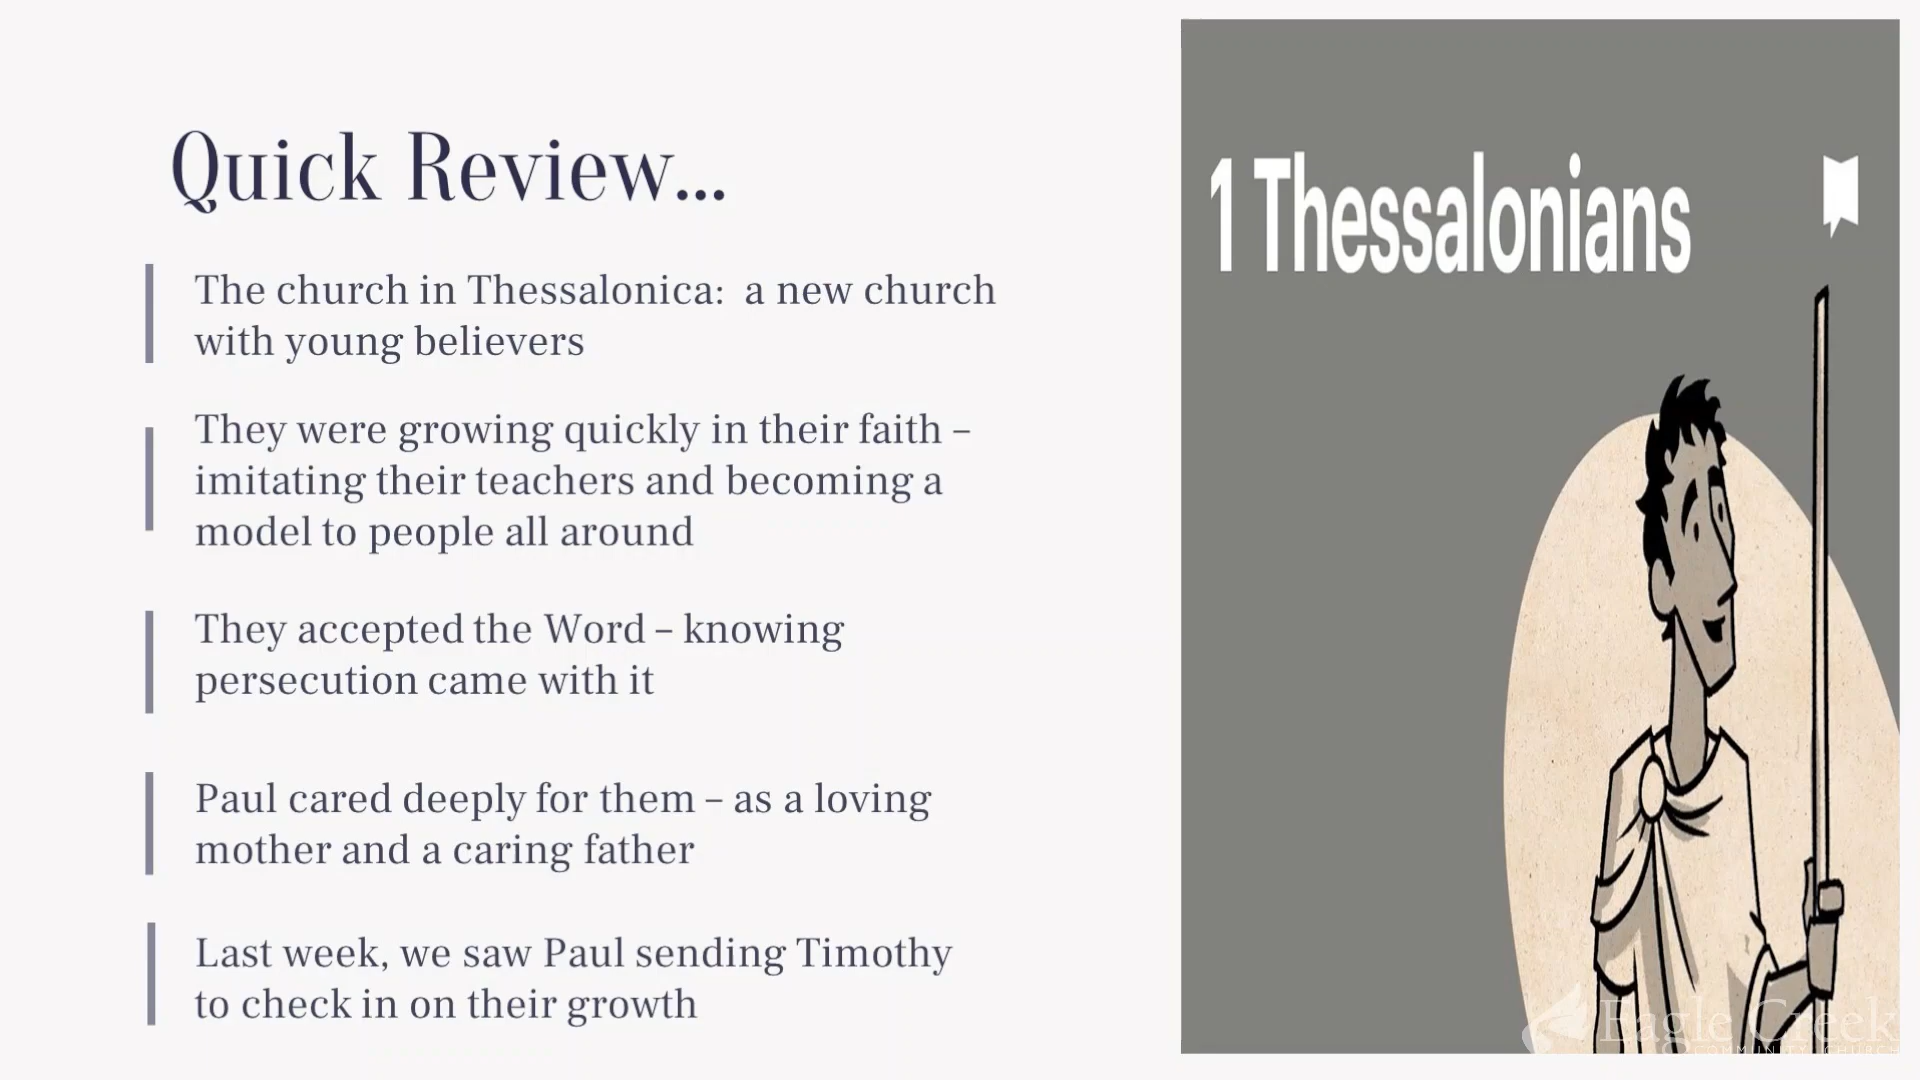 Quick Review...
The church in Thessalonica:  a new church
with young believers
They were growing quickly in their faith –
imitating their teachers and becoming a
model to people all around
They accepted the Word – knowing
persecution came with it
Paul cared deeply for them – as a loving
mother and a caring father
Last week, we saw Paul sending Timothy
to check in on their growth
1 Thessalonians
Eagle Creek
COMMUNITY CHURCH